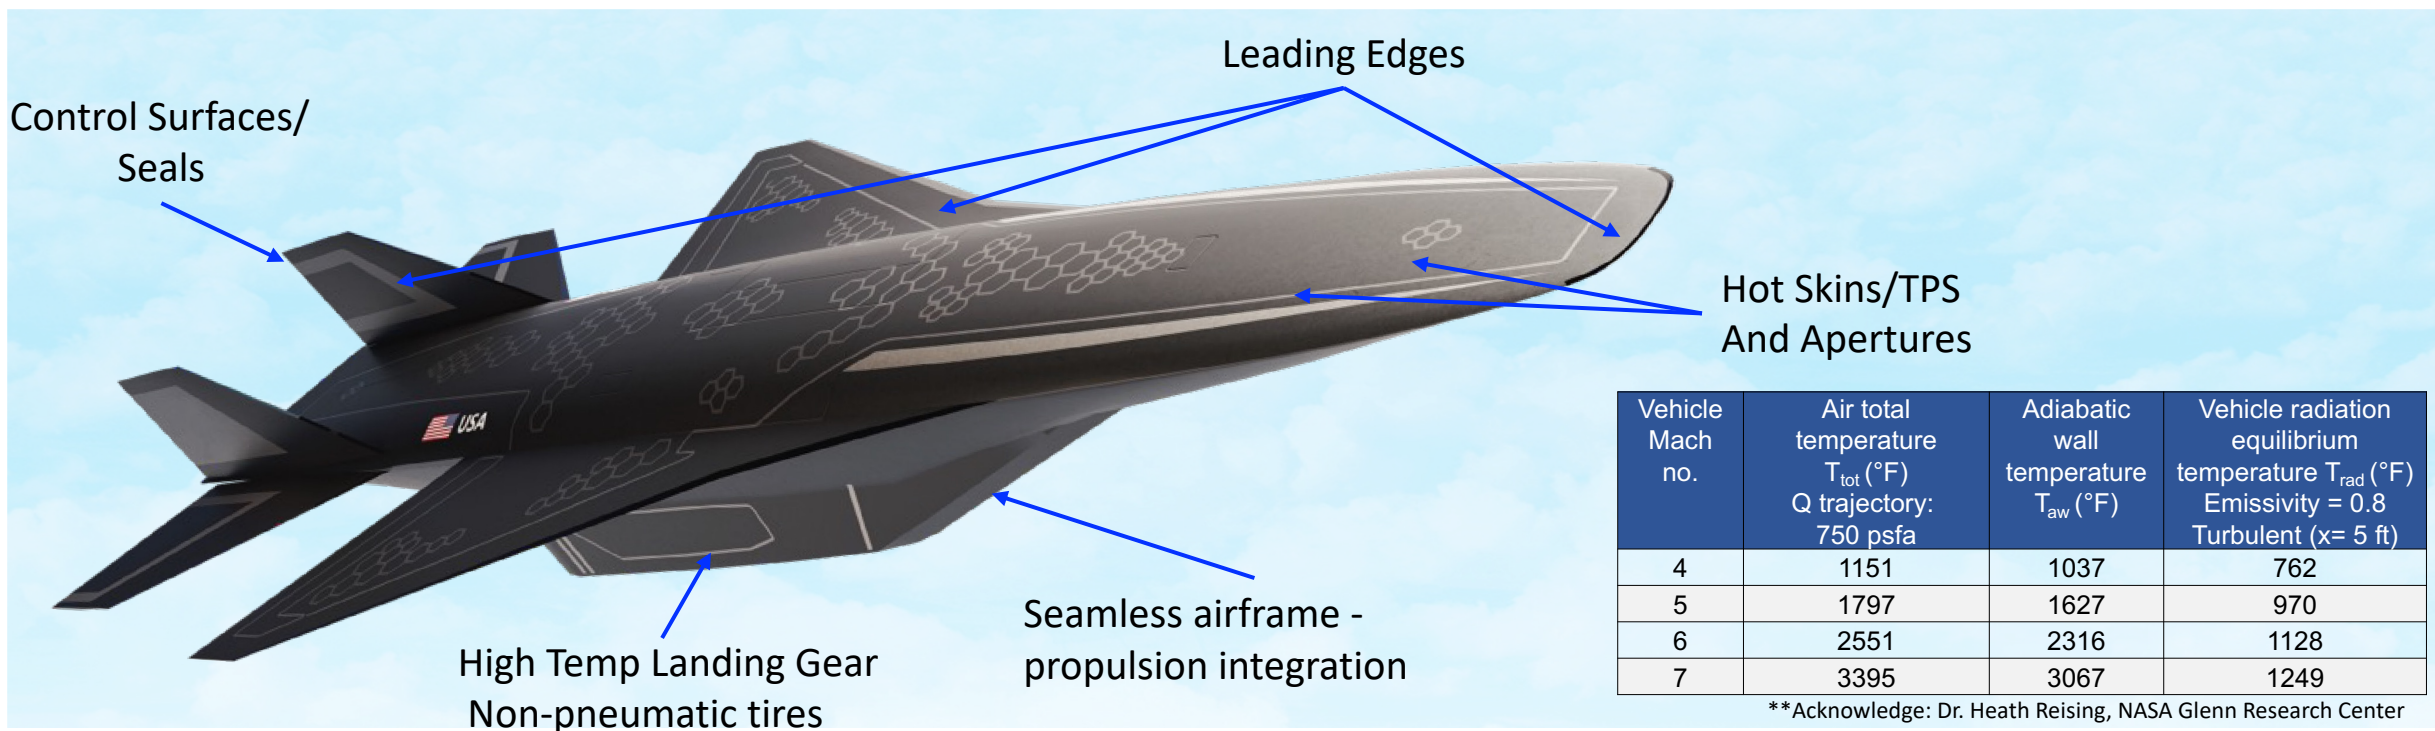 Leading Edges
Control Surfaces/
Seals
Hot Skins/TPS
And Apertures
USA
Seamless airframe -
propulsion integration
High Temp Landing Gear
Non-pneumatic tires
Vehicle Mach no. Air total temperature Ttot (°F) Q trajectory: 750 psfa Adiabatic wall temperature Taw (°F) Vehicle radiation equilibrium temperature Trad (°F) Emissivity = 0.8 Turbulent (x= 5 ft)
4 1151 1037 762
5 1797 1627 970
6 2551 2316 1128
7 3395 3067 1249
**Acknowledge: Dr. Heath Reising, NASA Glenn Research Center